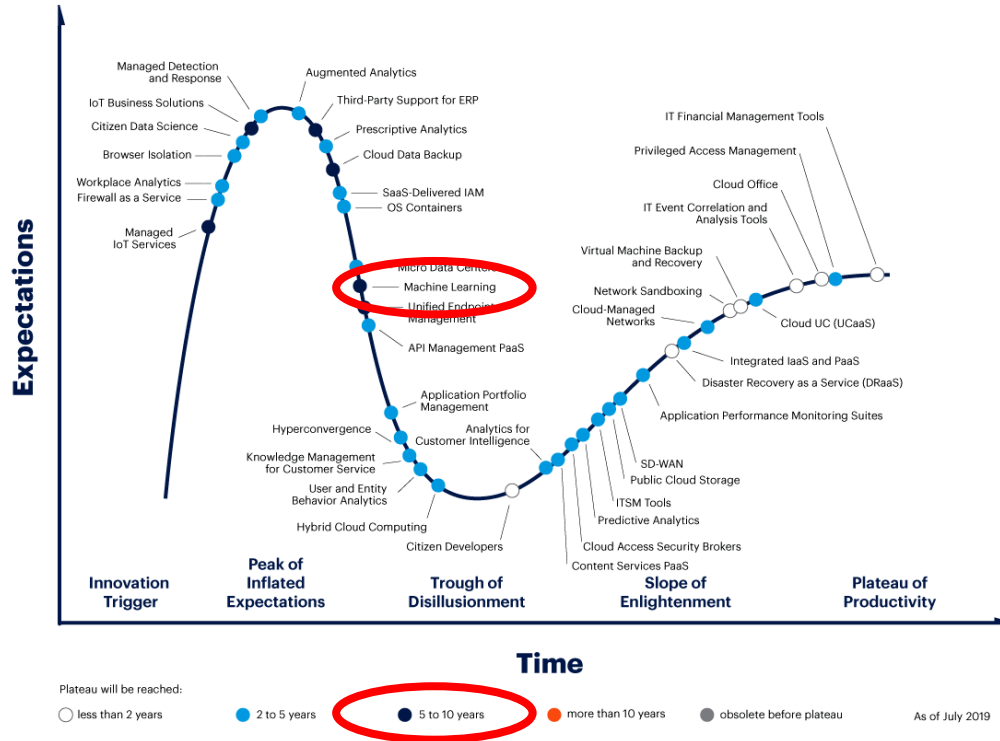 Expectations
Managed Detection
and Response
IoT Business Solutions
Citizen Data Science
Browser Isolation
Workplace Analytics
Firewall as a Service
Managed
IoT Services
Augmented Analytics
Third-Party Support for ERP
Prescriptive Analytics
Cloud Data Backup
SaaS-Delivered IAM
OS Containers
Micro Data Centers
Machine Learning
Unified Endpoint
Management
API Management PaaS
Application Portfolio
Management
Hyperconvergence
Knowledge Management
for Customer Service
User and Entity
Behavior Analytics
Hybrid Cloud Computing
Citizen Developers
Analytics for
Customer Intelligence
Content Services PaaS
Cloud Access Security Brokers
Predictive Analytics
ITSM Tools
Public Cloud Storage
SD-WAN
Application Performance Monitoring Suites
Disaster Recovery as a Service (DRaaS)
Integrated IaaS and PaaS
Cloud-Managed
Networks
Network Sandboxing
Virtual Machine Backup
and Recovery
Cloud UC (UCaaS)
IT Event Correlation and
Analysis Tools
Cloud Office
Privileged Access Management
IT Financial Management Tools
Innovation
Trigger
Peak of
Inflated
Expectations
Trough of
Disillusionment
Slope of
Enlightenment
Plateau of
Productivity
Time
Plateau will be reached:
less than 2 years
2 to 5 years
5 to 10 years
more than 10 years
obsolete before plateau
As of July 2019